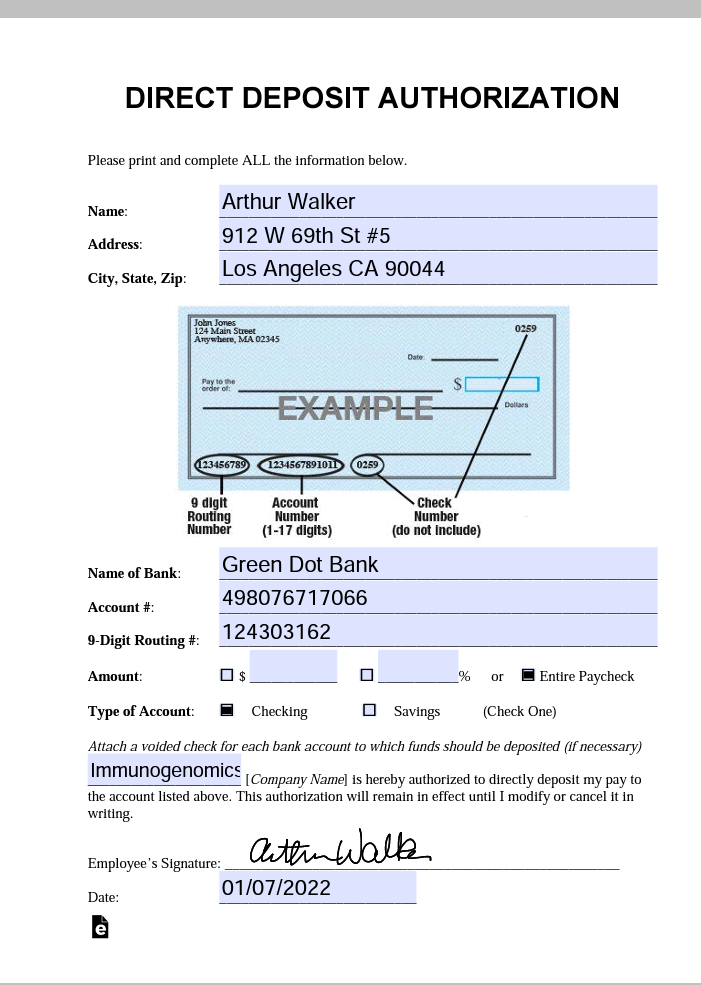 DIRECT DEPOSIT AUTHORIZATION
Please print and complete ALL the information below.
Name: Arthur Walker
Address: 912 W 69th St #5
City, State, Zip: Los Angeles CA 90044
John Jones
124 Main Street
Anywhere, MA 02345
0259
Date:
Pay to the
order of:
$
EXAMPLE
Dollars
123456789 1234567891011 0259
9 digit Routing Number
Account Number (1-17 digits)
Check Number (do not include)
Name of Bank: Green Dot Bank
Account #: 498076717066
9-Digit Routing #: 124303162
Amount: $ % or Entire Paycheck
Type of Account: Checking Savings (Check One)
Attach a voided check for each bank account to which funds should be deposited (if necessary)
Immunogenomics [Company Name] is hereby authorized to directly deposit my pay to
the account listed above. This authorization will remain in effect until I modify or cancel it in
writing.
Employee's Signature: Arthur Walker
Date: 01/07/2022
e